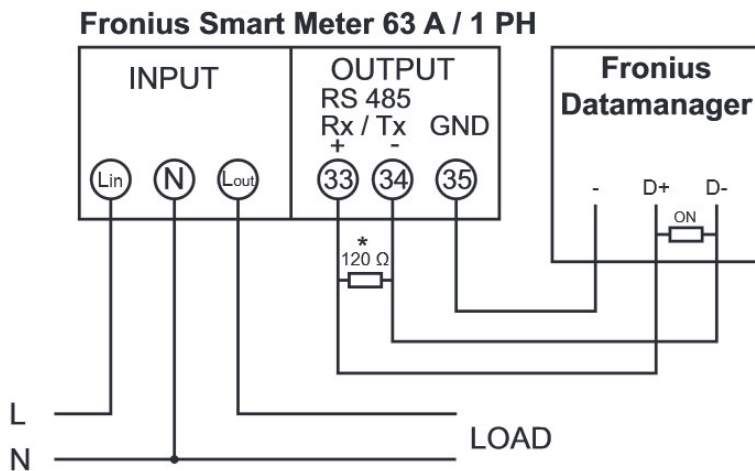 Fronius Smart Meter 63 A / 1 PH
INPUT
OUTPUT
RS 485
Rx / Tx GND
+ -
Lin N Lout 33 34 35
Fronius
Datamanager
- D+ D-
ON
*
120 Ω
L
N
LOAD